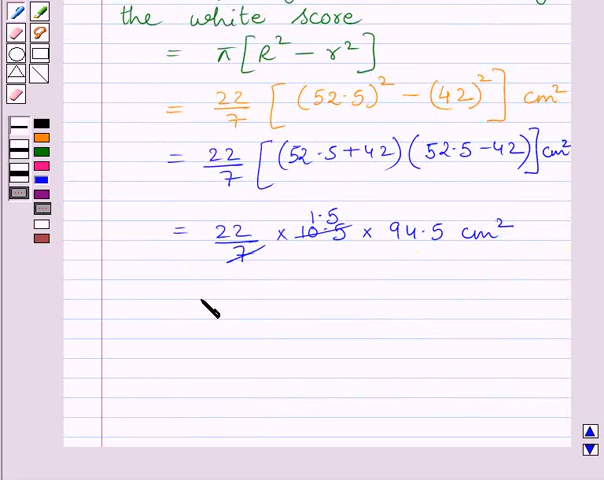 the white score
= π[R² − r²]
= 22/7 [(52·5)² − (42)²] cm²
= 22/7 [(52·5+42)(52·5−42)] cm²
1·5
= 22/7 × 10·5 × 94·5 cm²